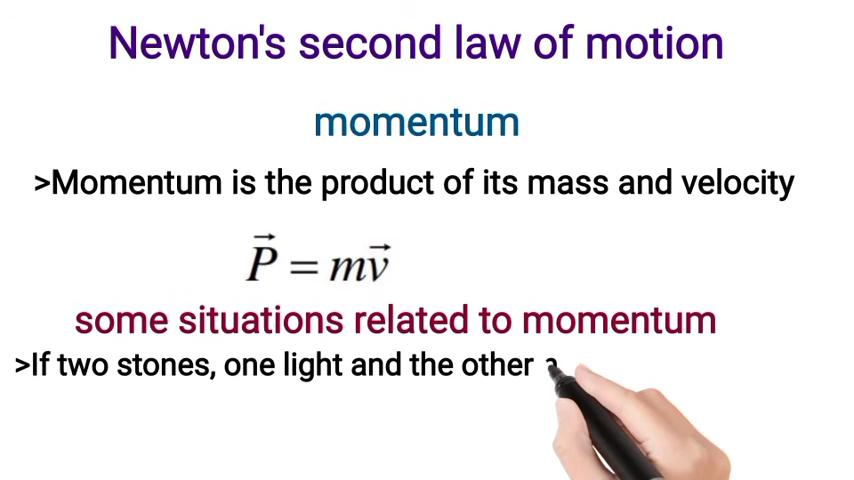 Newton's second law of motion
momentum
>Momentum is the product of its mass and velocity
P⃗ = mv⃗
some situations related to momentum
>If two stones, one light and the other